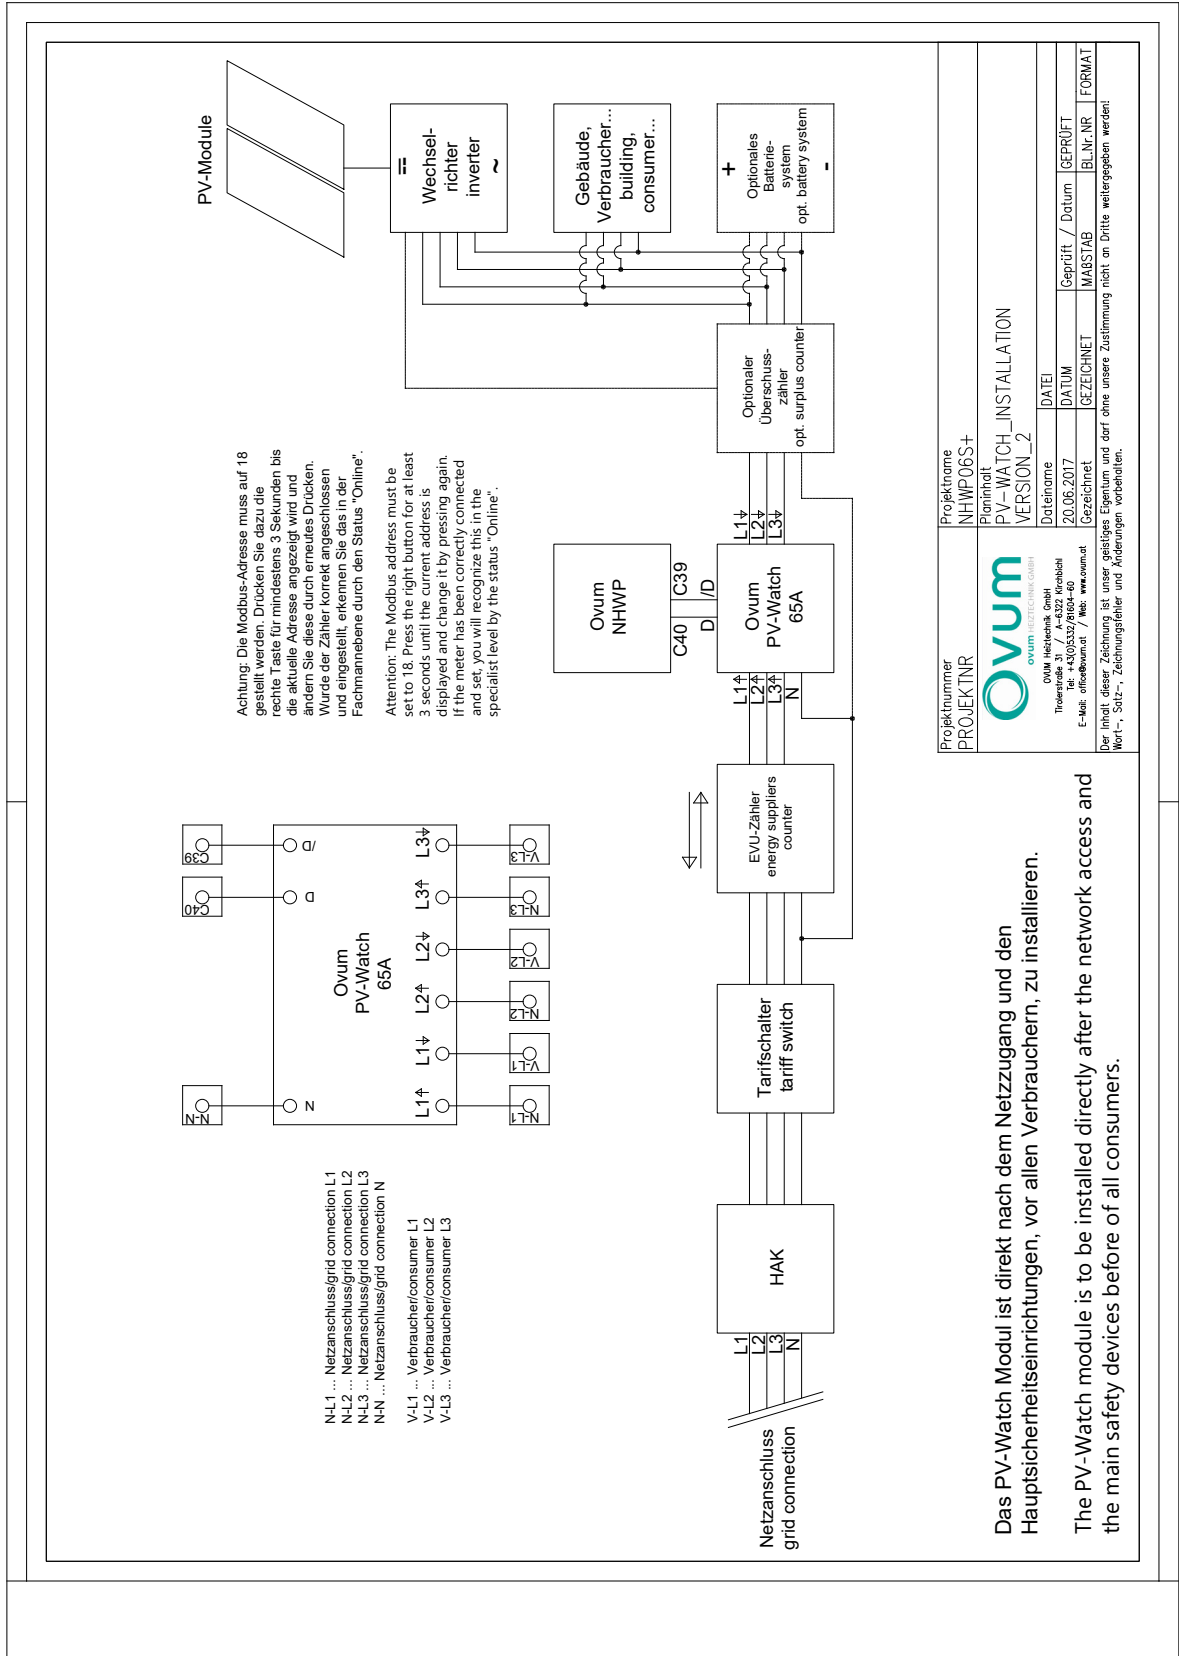 PV-Module
==
Wechsel-
richter
inverter
~
Gebäude,
Verbraucher...
building,
consumer...
+
Optionales
Batterie-
system
opt. battery system
-
Achtung: Die Modbus-Adresse muss auf 18
gestellt werden. Drücken Sie dazu die
rechte Taste für mindestens 3 Sekunden bis
die aktuelle Adresse angezeigt wird und
ändern Sie diese durch erneutes Drücken.
Wurde der Zähler korrekt angeschlossen
und eingestellt, erkennen Sie das in der
Fachmannebene durch den Status "Online".
Attention: The Modbus address must be
set to 18. Press the right button for at least
3 seconds until the current address is
displayed and change it by pressing again.
If the meter has been correctly connected
and set, you will recognize this in the
specialist level by the status "Online".
N-N
C40
C39
N
D
/D
Ovum
PV-Watch
65A
L1↑
L1↓
L2↑
L2↓
L3↑
L3↓
N-L1
V-L1
N-L2
V-L2
N-L3
V-L3
N-L1 ... Netzanschluss/grid connection L1
N-L2 ... Netzanschluss/grid connection L2
N-L3 ... Netzanschluss/grid connection L3
N-N ... Netzanschluss/grid connection N
V-L1 ... Verbraucher/consumer L1
V-L2 ... Verbraucher/consumer L2
V-L3 ... Verbraucher/consumer L3
Netzanschluss
grid connection
L1
L2
L3
N
HAK
Tarifschalter
tariff switch
EVU-Zähler
energy suppliers
counter
L1↑
L2↑
L3↑
N
Ovum
NHWP
C40
C39
D
/D
Ovum
PV-Watch
65A
L1↓
L2↓
L3↓
Optionaler
Überschuss-
zähler
opt. surplus counter
Das PV-Watch Modul ist direkt nach dem Netzzugang und den
Hauptsicherheitseinrichtungen, vor allen Verbrauchern, zu installieren.
The PV-Watch module is to be installed directly after the network access and
the main safety devices before of all consumers.
Projektnummer
PROJEKTNR
Projektname
NHWP06S+
Ovum
ovum HEIZTECHNIK GMBH
OVUM Heiztechnik GmbH
Tirolerstraße 31 / A-6322 Kirchbichl
Tel: +43(0)5332/81604-60
E-Mail: office@ovum.at / Web: www.ovum.at
Planinhalt
PV-WATCH_INSTALLATION
VERSION_2
Dateiname
DATEI
20.06.2017
DATUM
Geprüft / Datum
GEPRÜFT
Gezeichnet
GEZEICHNET
MAßSTAB
BL.Nr.NR
FORMAT
Der Inhalt dieser Zeichnung ist unser geistiges Eigentum und darf ohne unsere Zustimmung nicht an Dritte weitergegeben werden!
Wort-, Satz-, Zeichnungsfehler und Änderungen vorbehalten.